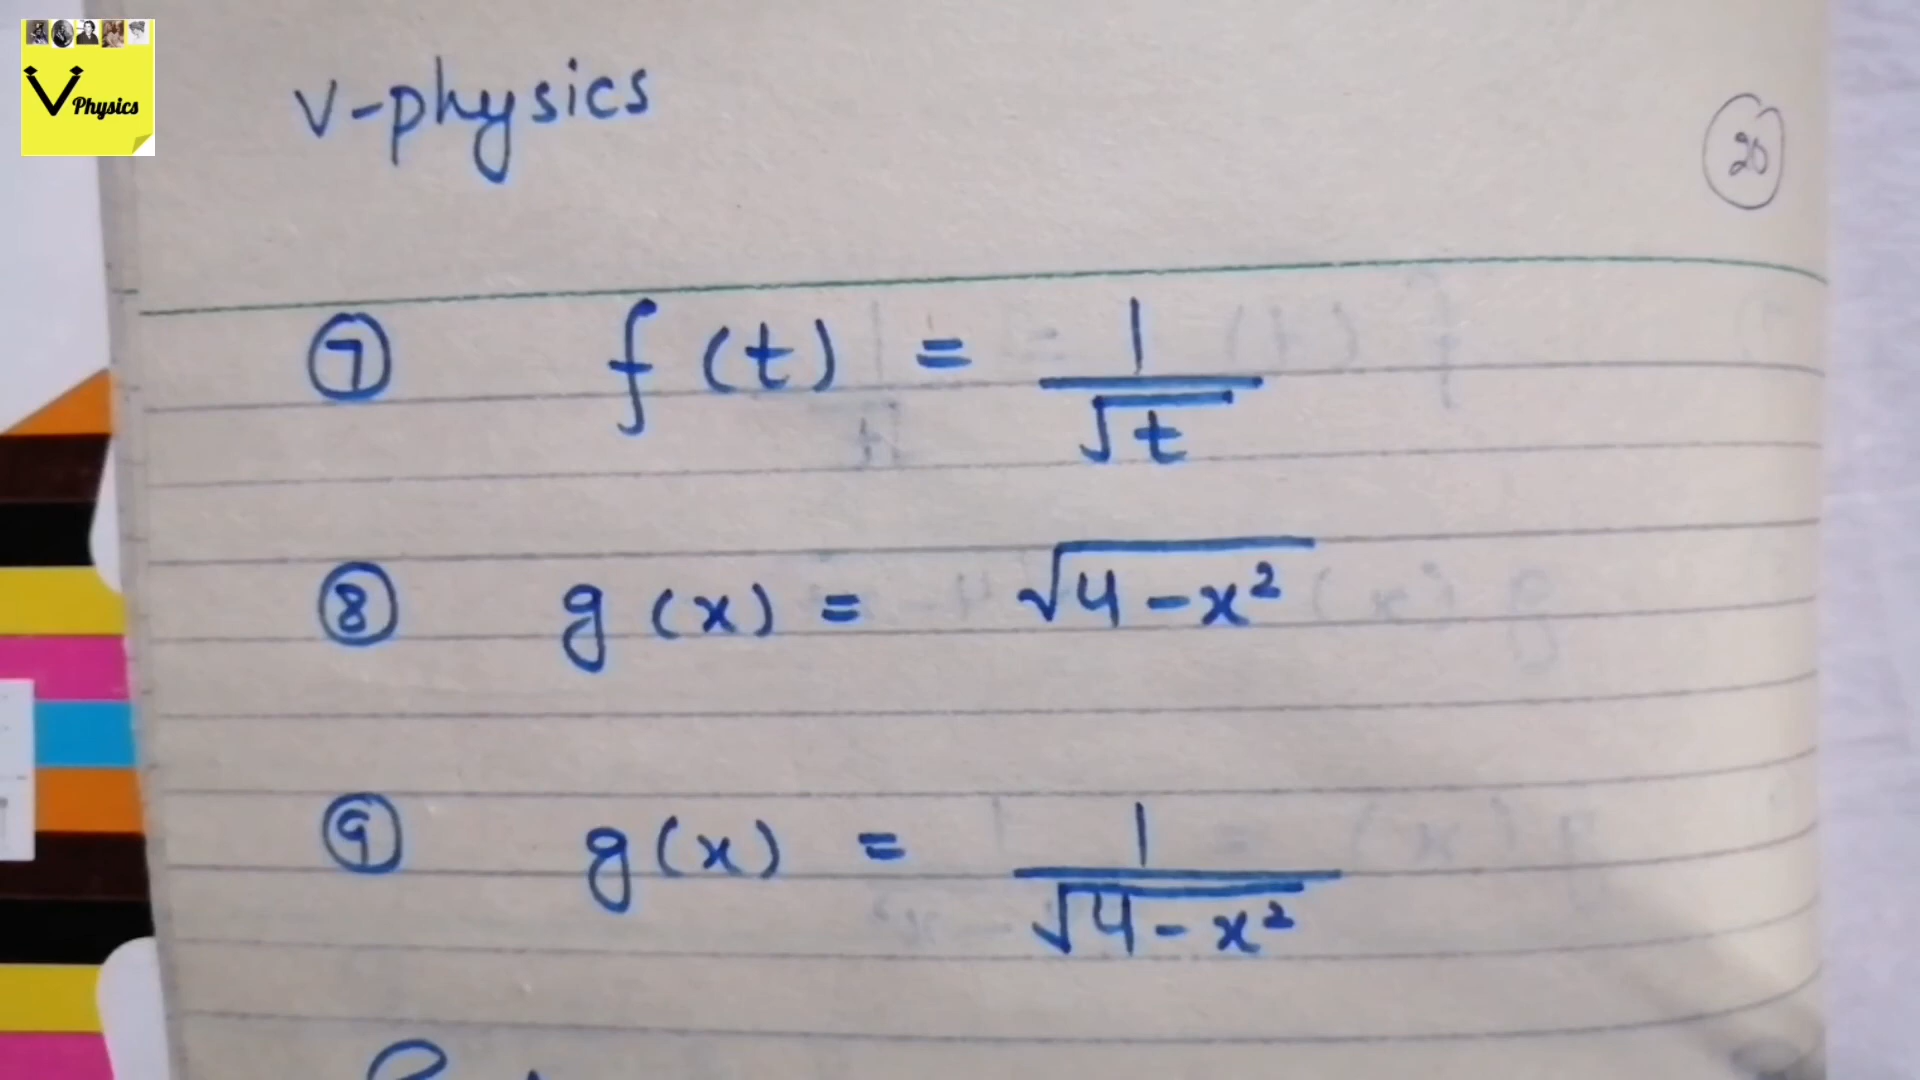 V Physics
v-physics
20
⑦ f(t) = 1/√t
⑧ g(x) = √(4-x²)
⑨ g(x) = 1/√(4-x²)